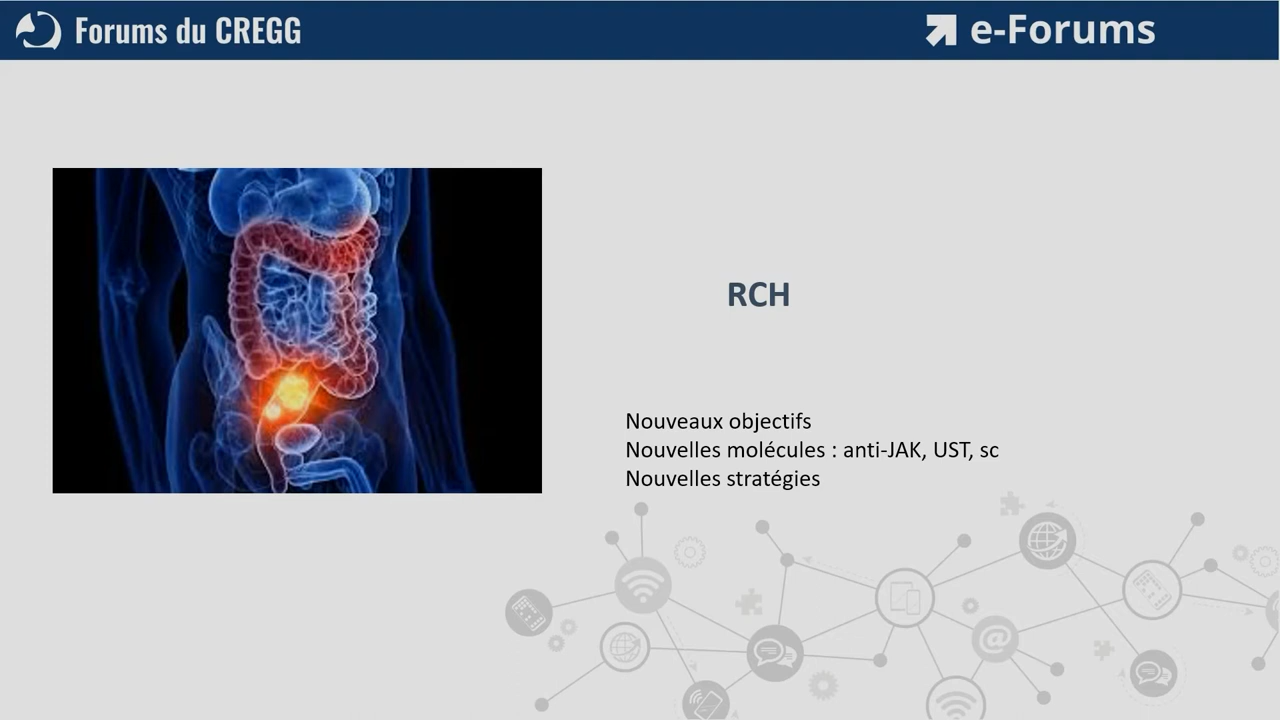 Forums du CREGG
e-Forums
RCH
Nouveaux objectifs
Nouvelles molécules : anti-JAK, UST, sc
Nouvelles stratégies